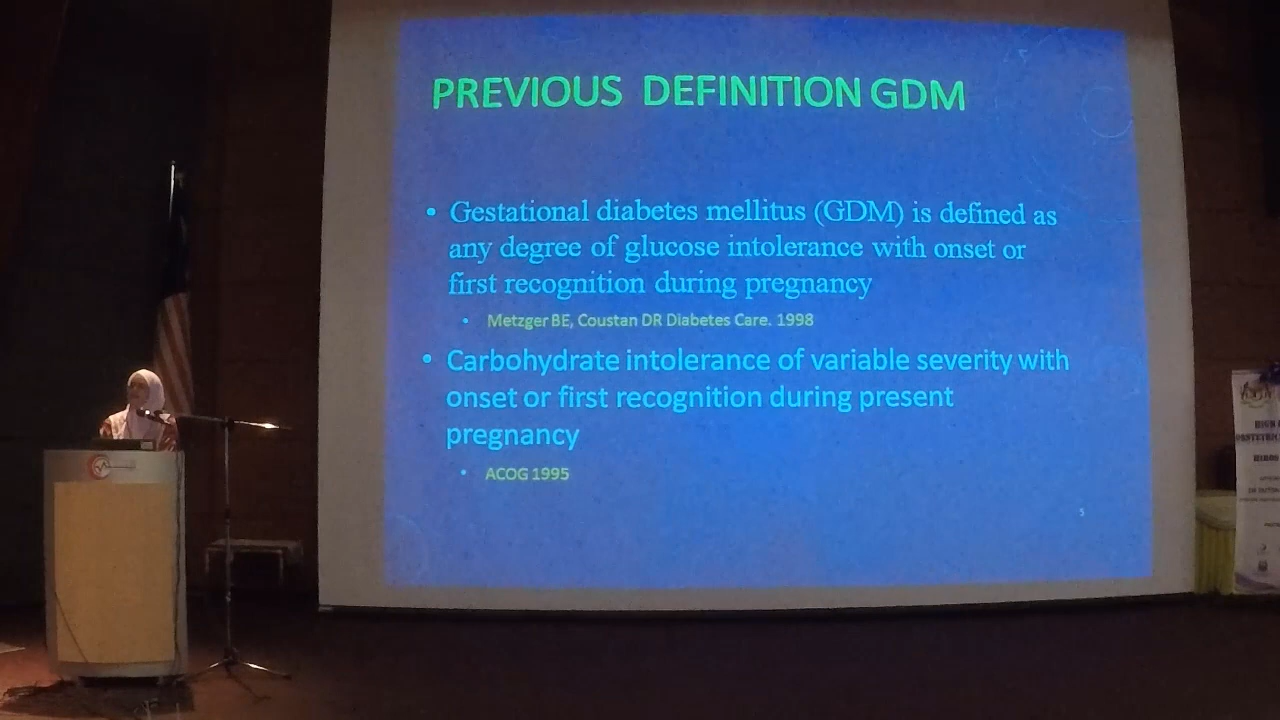 PREVIOUS DEFINITION GDM
• Gestational diabetes mellitus (GDM) is defined as
any degree of glucose intolerance with onset or
first recognition during pregnancy
• Metzger BE, Coustan DR Diabetes Care. 1998
• Carbohydrate intolerance of variable severity with
onset or first recognition during present
pregnancy
• ACOG 1995
5